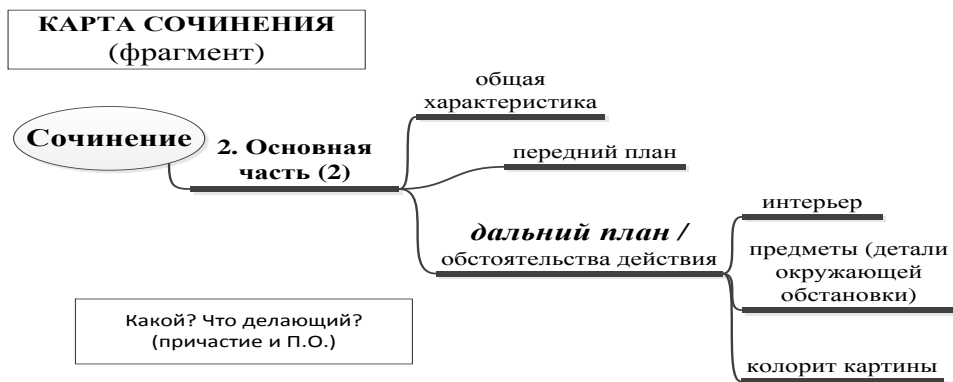 КАРТА СОЧИНЕНИЯ
(фрагмент)
общая
характеристика
Сочинение
2. Основная
часть (2)
передний план
дальний план /
обстоятельства действия
интерьер
предметы (детали
окружающей
обстановки)
колорит картины
Какой? Что делающий?
(причастие и П.О.)